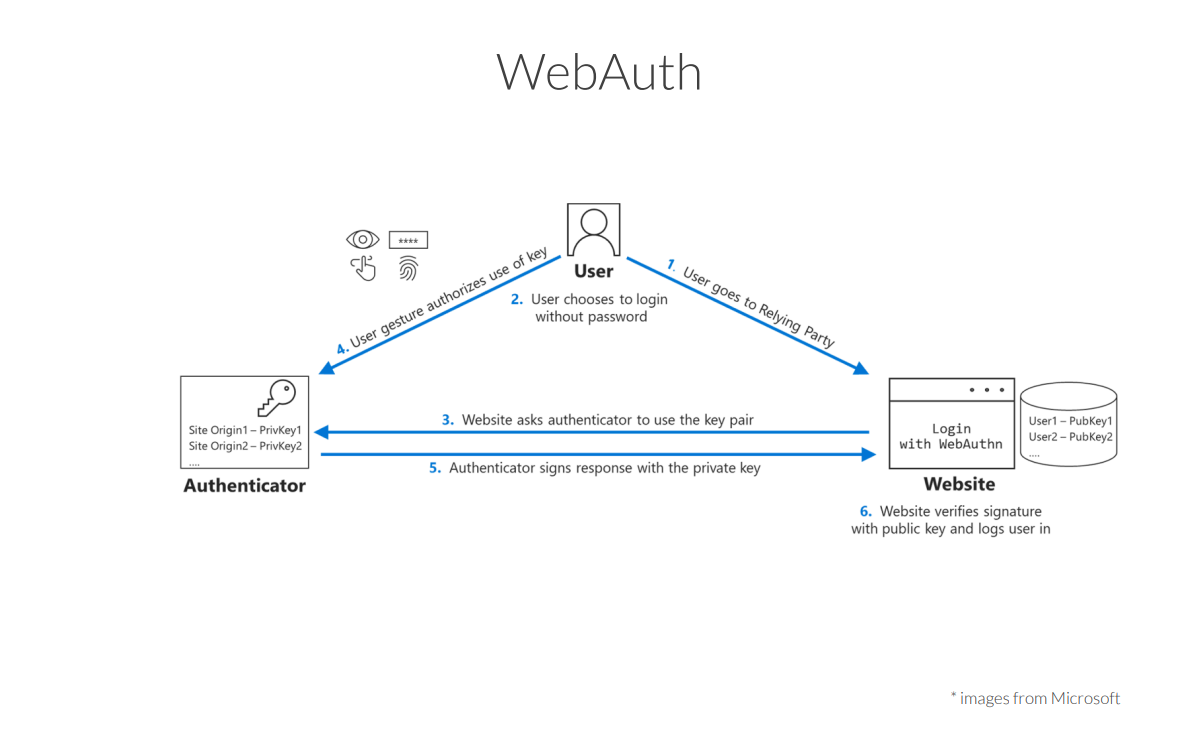 WebAuth
****
User
1. User goes to Relying Party
2. User chooses to login
without password
4. User gesture authorizes use of key
3. Website asks authenticator to use the key pair
5. Authenticator signs response with the private key
Site Origin1 – PrivKey1
Site Origin2 – PrivKey2
....
Authenticator
Login
with WebAuthn
User1 – PubKey1
User2 – PubKey2
....
Website
6. Website verifies signature
with public key and logs user in
* images from Microsoft